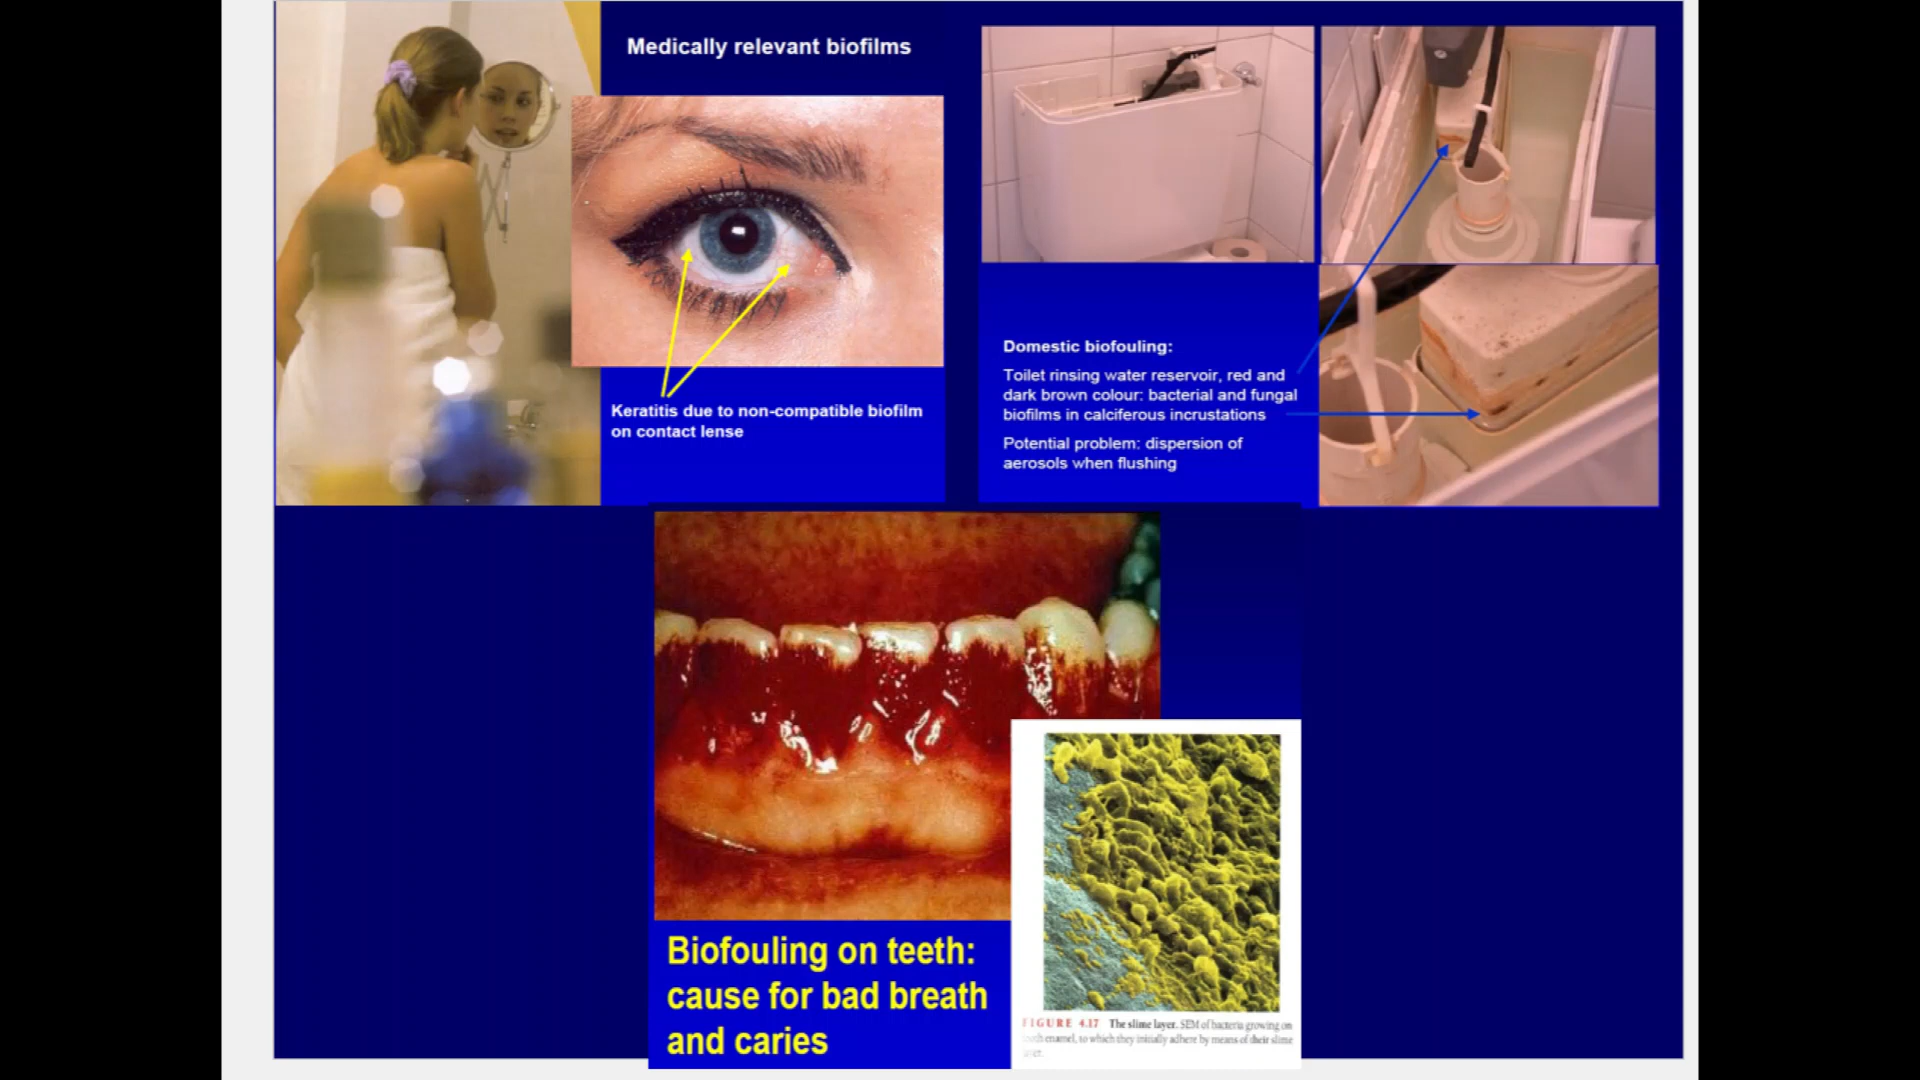 Medically relevant biofilms
Keratitis due to non-compatible biofilm
on contact lense
Domestic biofouling:
Toilet rinsing water reservoir, red and
dark brown colour: bacterial and fungal
biofilms in calciferous incrustations
Potential problem: dispersion of
aerosols when flushing
Biofouling on teeth:
cause for bad breath
and caries
FIGURE 4.17 The slime layer. SEM of bacteria growing on
enamel, to which they initially adhere by means of their slime